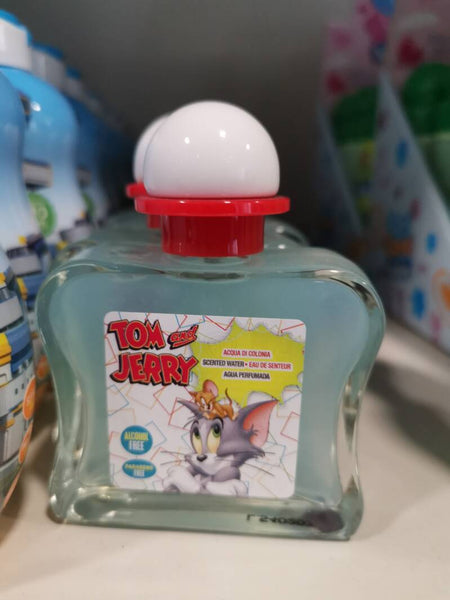 TOM and
JERRY
ACQUA DI COLONIA
SCENTED WATER • EAU DE SENTEUR
AGUA PERFUMADA
ALCOHOL
FREE
PARABENS
FREE